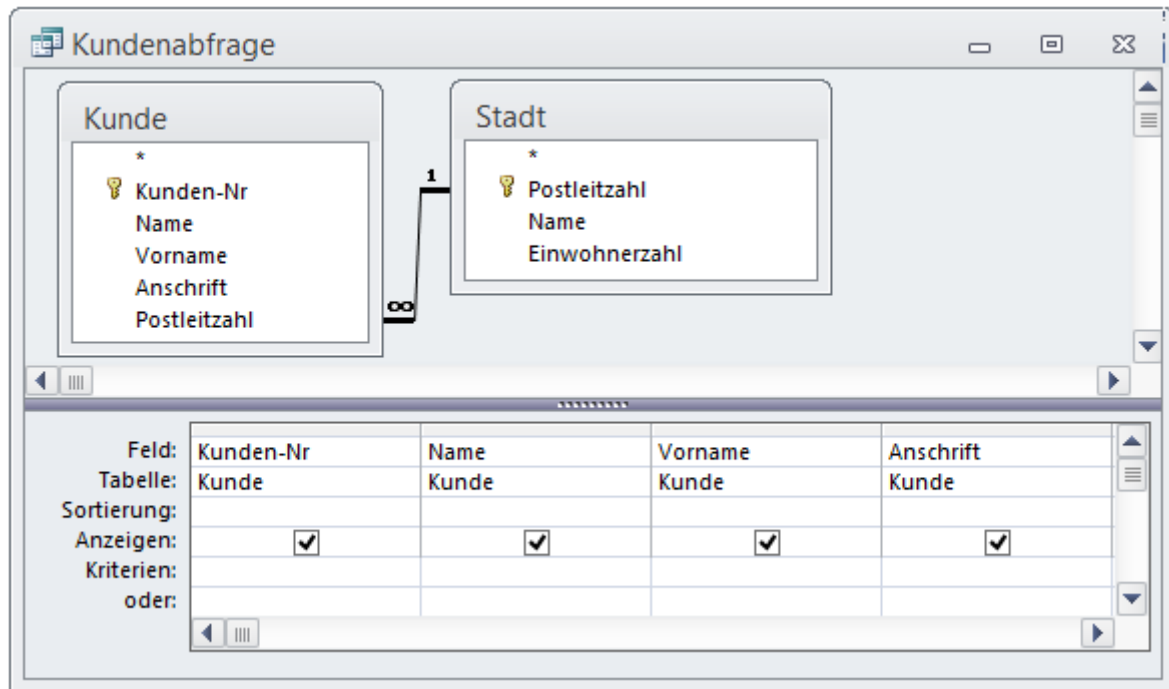 Kundenabfrage
Kunde
*
Kunden-Nr
Name
Vorname
Anschrift
Postleitzahl
1
∞
Stadt
*
Postleitzahl
Name
Einwohnerzahl
Feld: Kunden-Nr Name Vorname Anschrift
Tabelle: Kunde Kunde Kunde Kunde
Sortierung:
Anzeigen:
Kriterien:
oder: